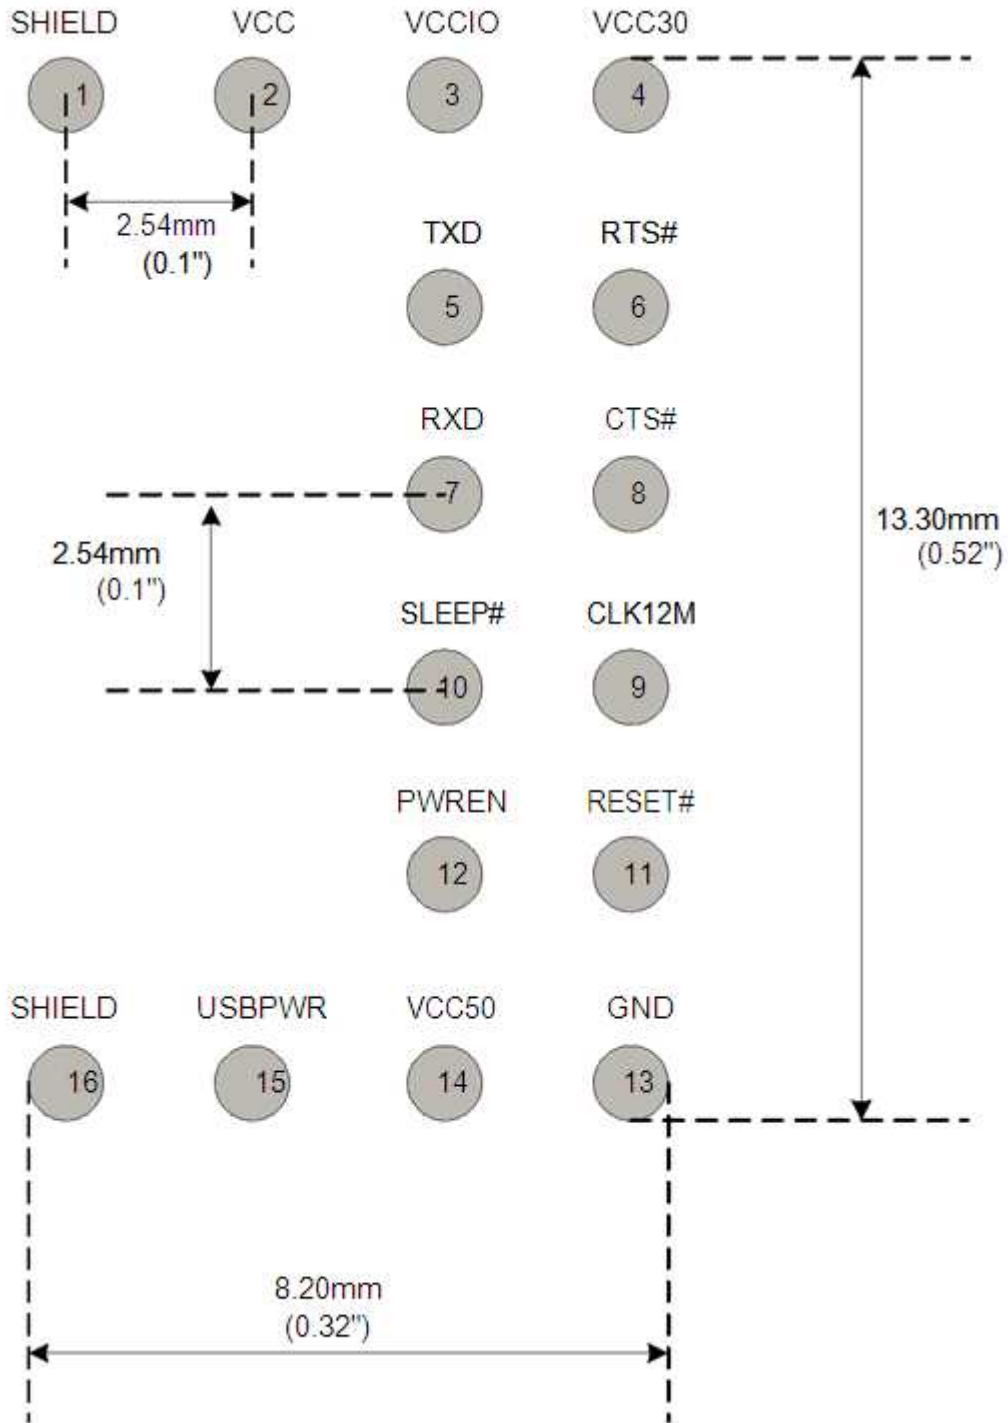 SHIELD VCC VCCIO VCC30
1 2 3 4
2.54mm
(0.1")
TXD RTS#
5 6
RXD CTS#
7 8
13.30mm
(0.52")
2.54mm
(0.1")
SLEEP# CLK12M
10 9
PWREN RESET#
12 11
SHIELD USBPWR VCC50 GND
16 15 14 13
8.20mm
(0.32")